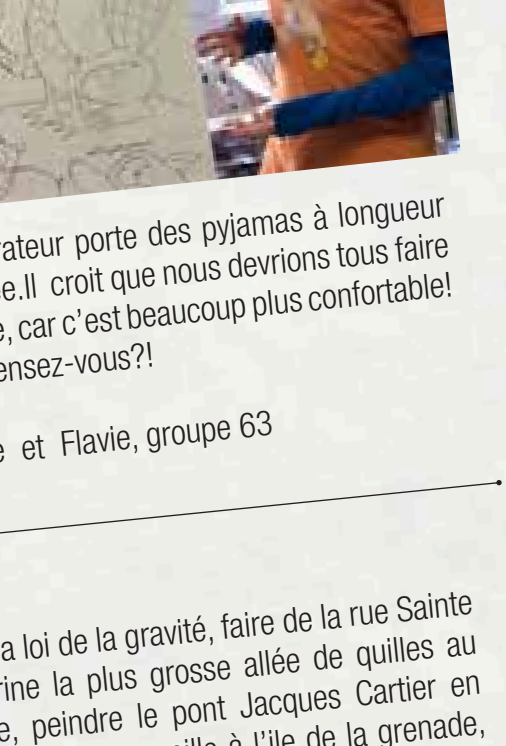 rateur porte des pyjamas à longueur
e.Il croit que nous devrions tous faire
e, car c'est beaucoup plus confortable!
ensez-vous?!
e et Flavie, groupe 63
a loi de la gravité, faire de la rue Sainte
rine la plus grosse allée de quilles au
e, peindre le pont Jacques Cartier en
à l'ile de la grenade,